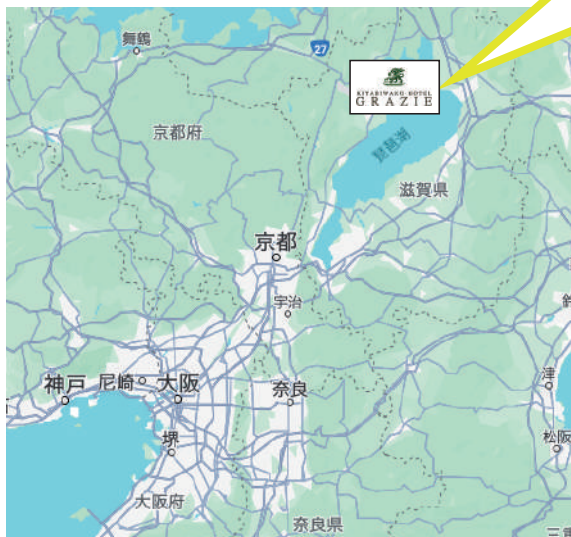 舞鶴
27
KITABIWAKO HOTEL
GRAZIE
京都府
琵琶湖
滋賀県
京都
宇治
神戸
尼崎
大阪
奈良
津
堺
松阪
大阪府
奈良県